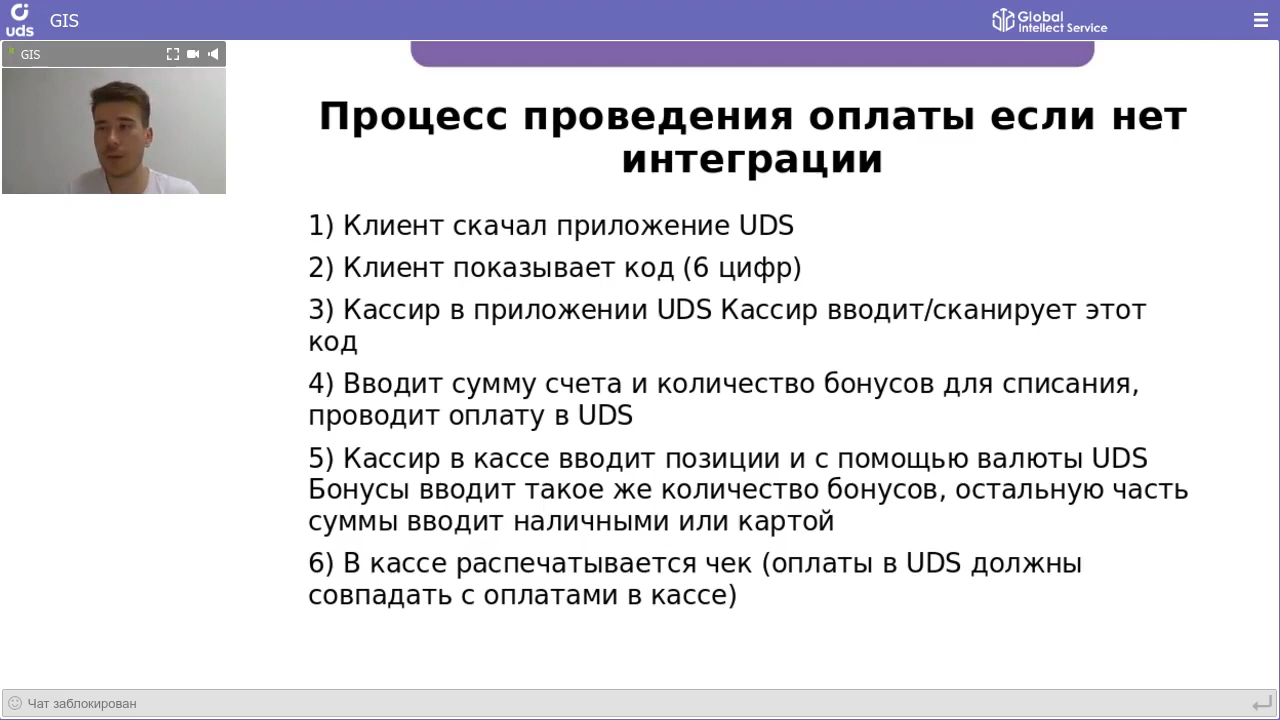 uds
GIS
Global
Intellect Service
GIS
Процесс проведения оплаты если нет
интеграции
1) Клиент скачал приложение UDS
2) Клиент показывает код (6 цифр)
3) Кассир в приложении UDS Кассир вводит/сканирует этот
код
4) Вводит сумму счета и количество бонусов для списания,
проводит оплату в UDS
5) Кассир в кассе вводит позиции и с помощью валюты UDS
Бонусы вводит такое же количество бонусов, остальную часть
суммы вводит наличными или картой
6) В кассе распечатывается чек (оплаты в UDS должны
совпадать с оплатами в кассе)
Чат заблокирован